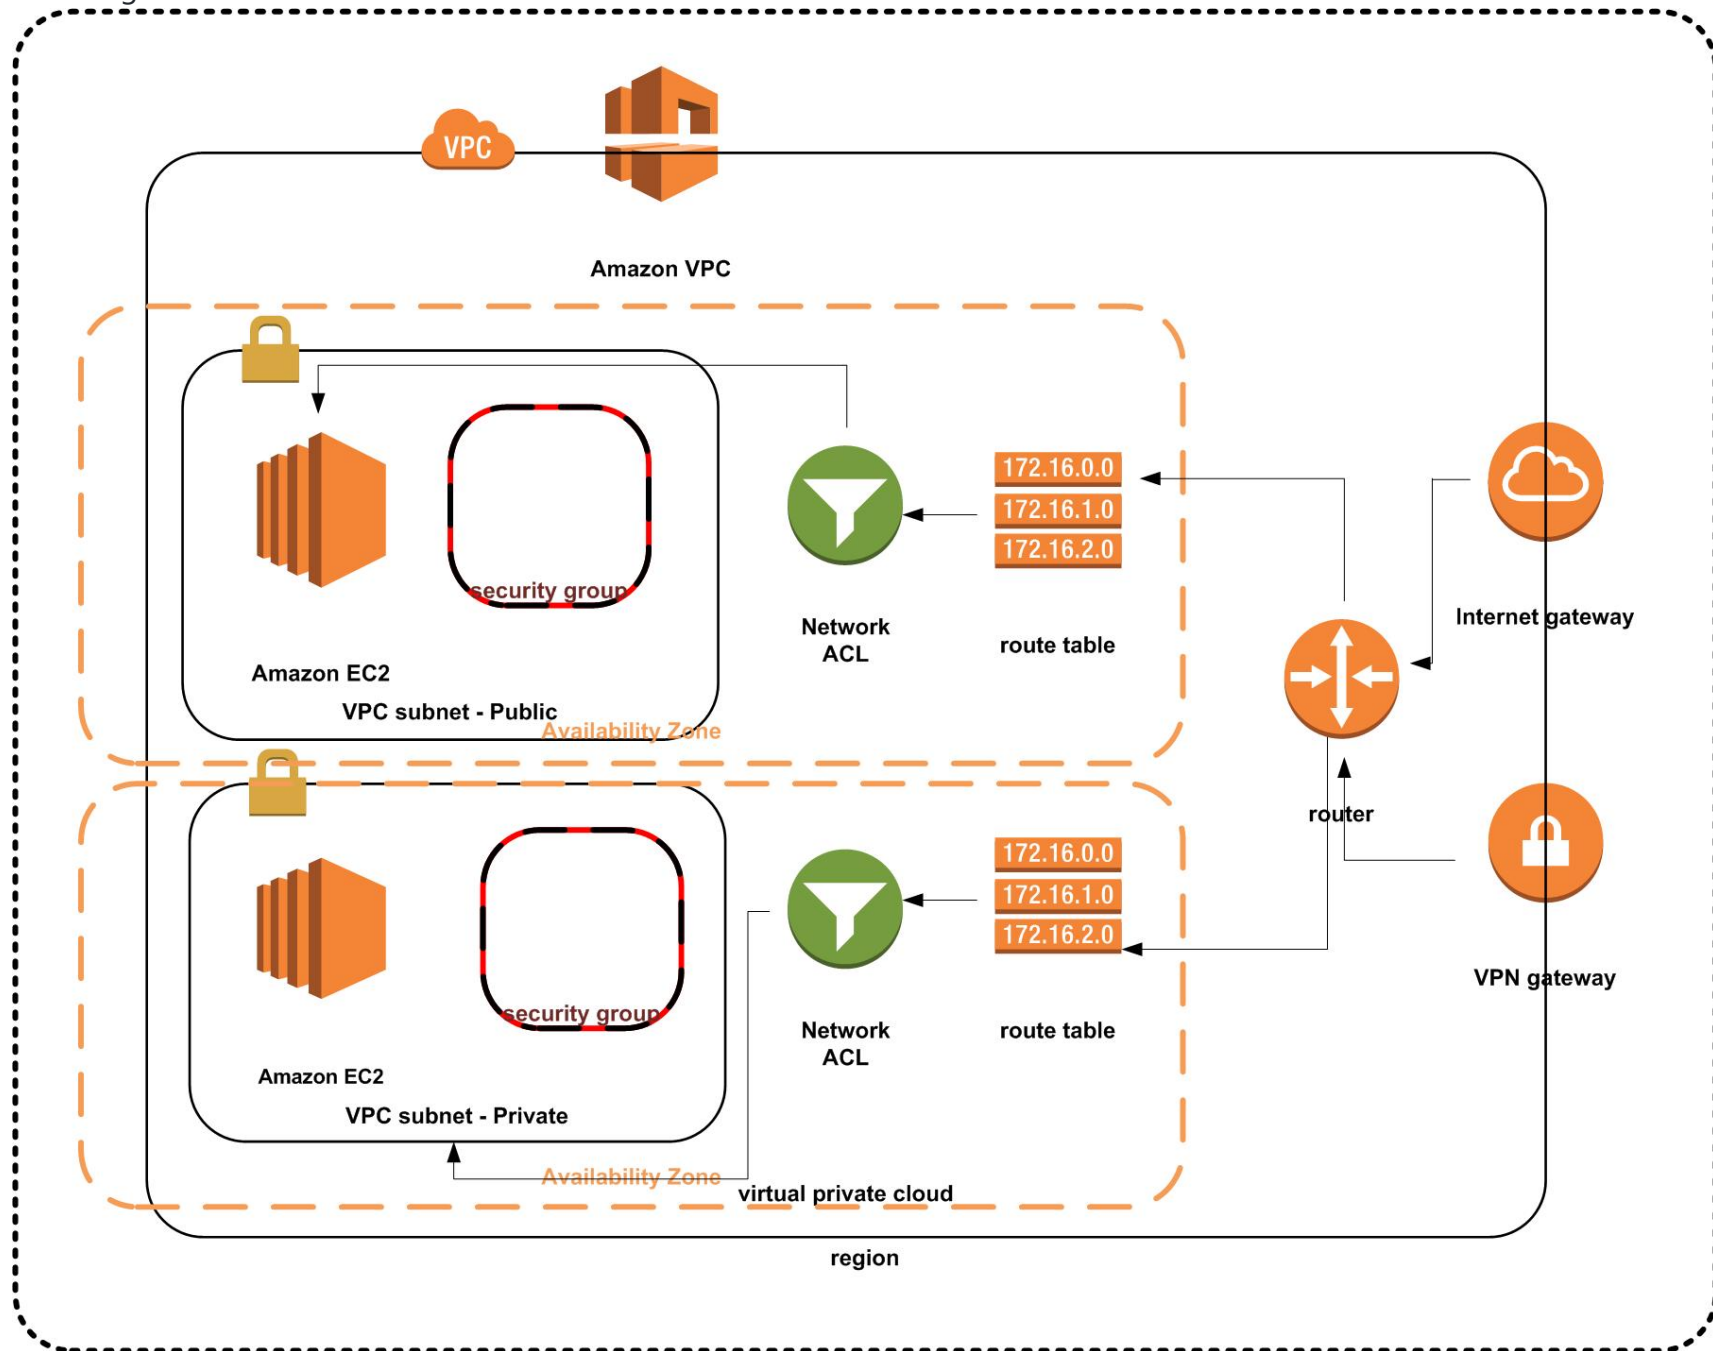 VPC
Amazon VPC
172.16.0.0
172.16.1.0
172.16.2.0
security group
Network
ACL
route table
Internet gateway
Amazon EC2
VPC subnet - Public
Availability Zone
router
172.16.0.0
172.16.1.0
172.16.2.0
VPN gateway
security group
Network
ACL
route table
Amazon EC2
VPC subnet - Private
Availability Zone
virtual private cloud
region